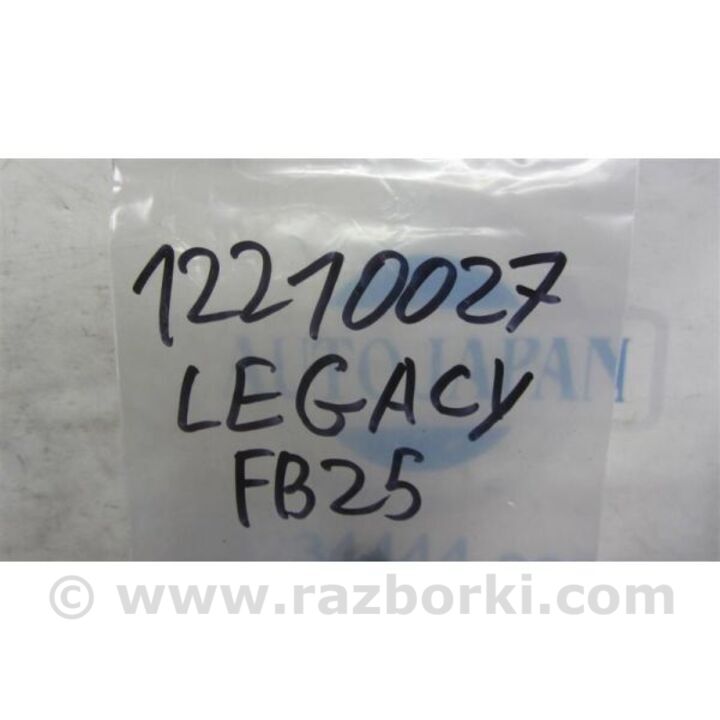 12210027
AUTO JAPAN
LEGACY
FB25
© www.razborki.com